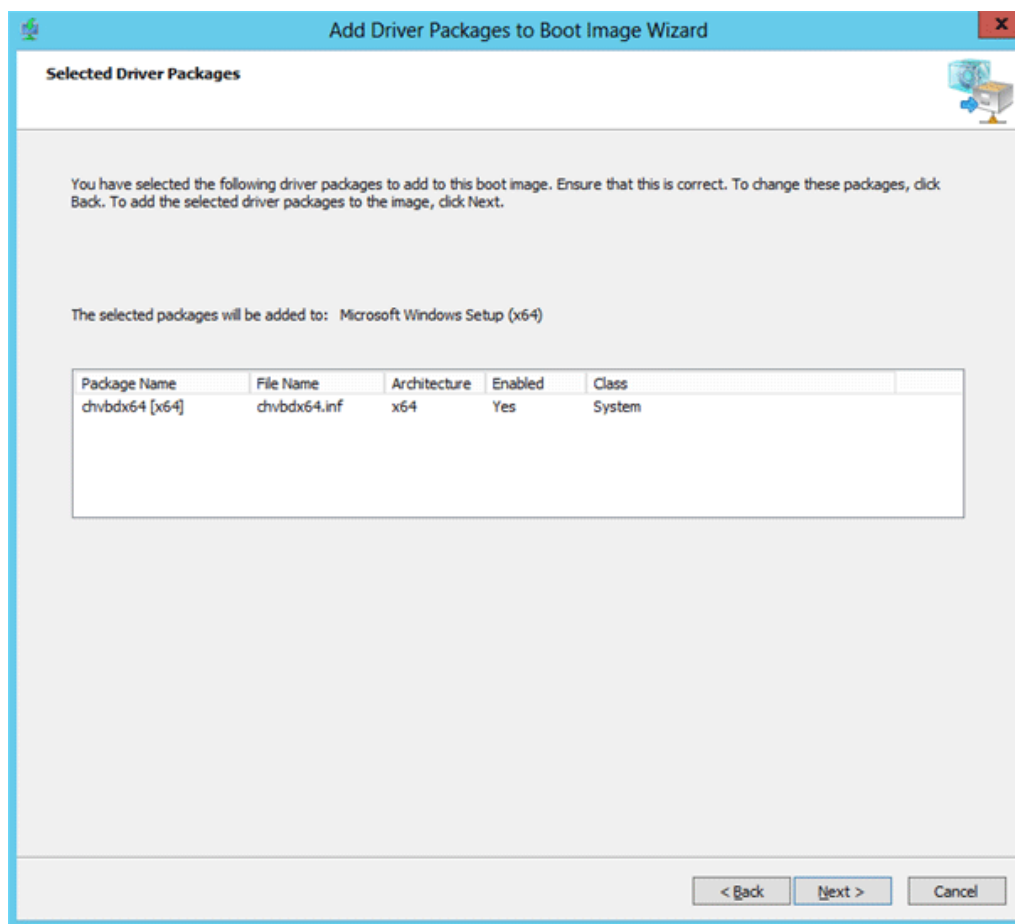 Add Driver Packages to Boot Image Wizard
x
Selected Driver Packages
You have selected the following driver packages to add to this boot image. Ensure that this is correct. To change these packages, click
Back. To add the selected driver packages to the image, click Next.
The selected packages will be added to: Microsoft Windows Setup (x64)
Package Name File Name Architecture Enabled Class
chvbdx64 [x64] chvbdx64.inf x64 Yes System
< Back Next > Cancel